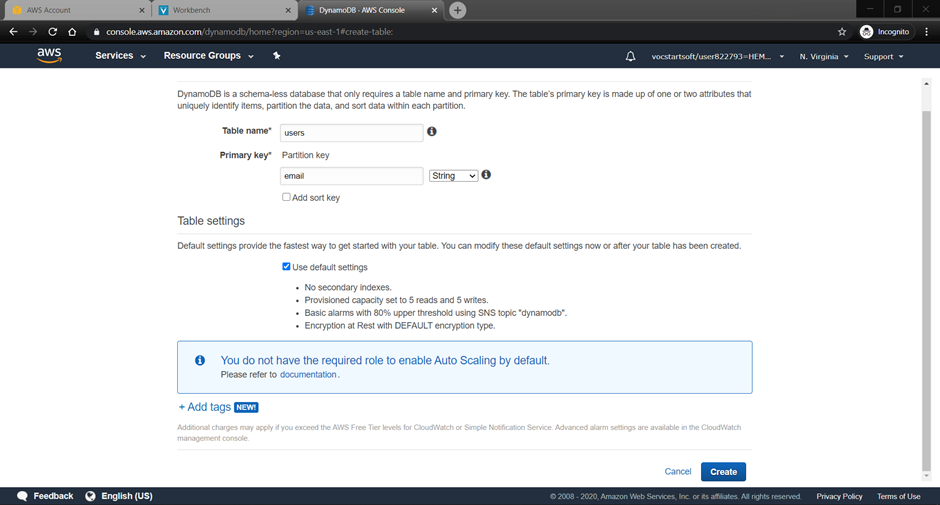 AWS Account
Workbench
DynamoDB · AWS Console
console.aws.amazon.com/dynamodb/home?region=us-east-1#create-table:
Incognito
aws
Services
Resource Groups
vocstartsoft/user822793=HEM...
N. Virginia
Support
DynamoDB is a schema-less database that only requires a table name and primary key. The table's primary key is made up of one or two attributes that
uniquely identify items, partition the data, and sort data within each partition.
Table name*
users
Primary key*
Partition key
email
String
Add sort key
Table settings
Default settings provide the fastest way to get started with your table. You can modify these default settings now or after your table has been created.
Use default settings
No secondary indexes.
Provisioned capacity set to 5 reads and 5 writes.
Basic alarms with 80% upper threshold using SNS topic "dynamodb".
Encryption at Rest with DEFAULT encryption type.
You do not have the required role to enable Auto Scaling by default.
Please refer to documentation.
+ Add tags NEW!
Additional charges may apply if you exceed the AWS Free Tier levels for CloudWatch or Simple Notification Service. Advanced alarm settings are available in the CloudWatch
management console.
Cancel
Create
Feedback
English (US)
© 2008 - 2020, Amazon Web Services, Inc. or its affiliates. All rights reserved.
Privacy Policy
Terms of Use